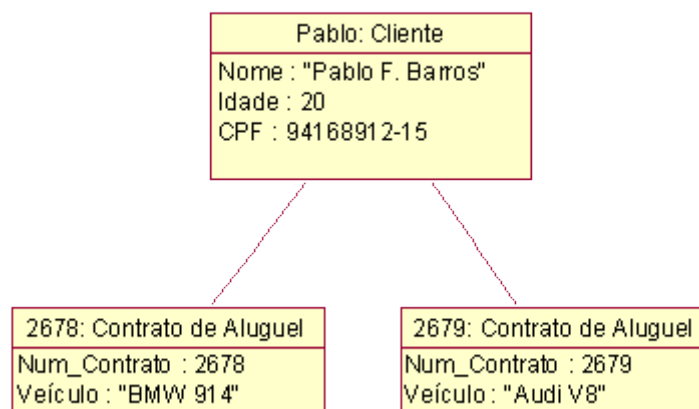 Pablo: Cliente
Nome : "Pablo F. Barros"
Idade : 20
CPF : 94168912-15
2678: Contrato de Aluguel
Num_Contrato : 2678
Veículo : "BMW 914"
2679: Contrato de Aluguel
Num_Contrato : 2679
Veículo : "Audi V8"